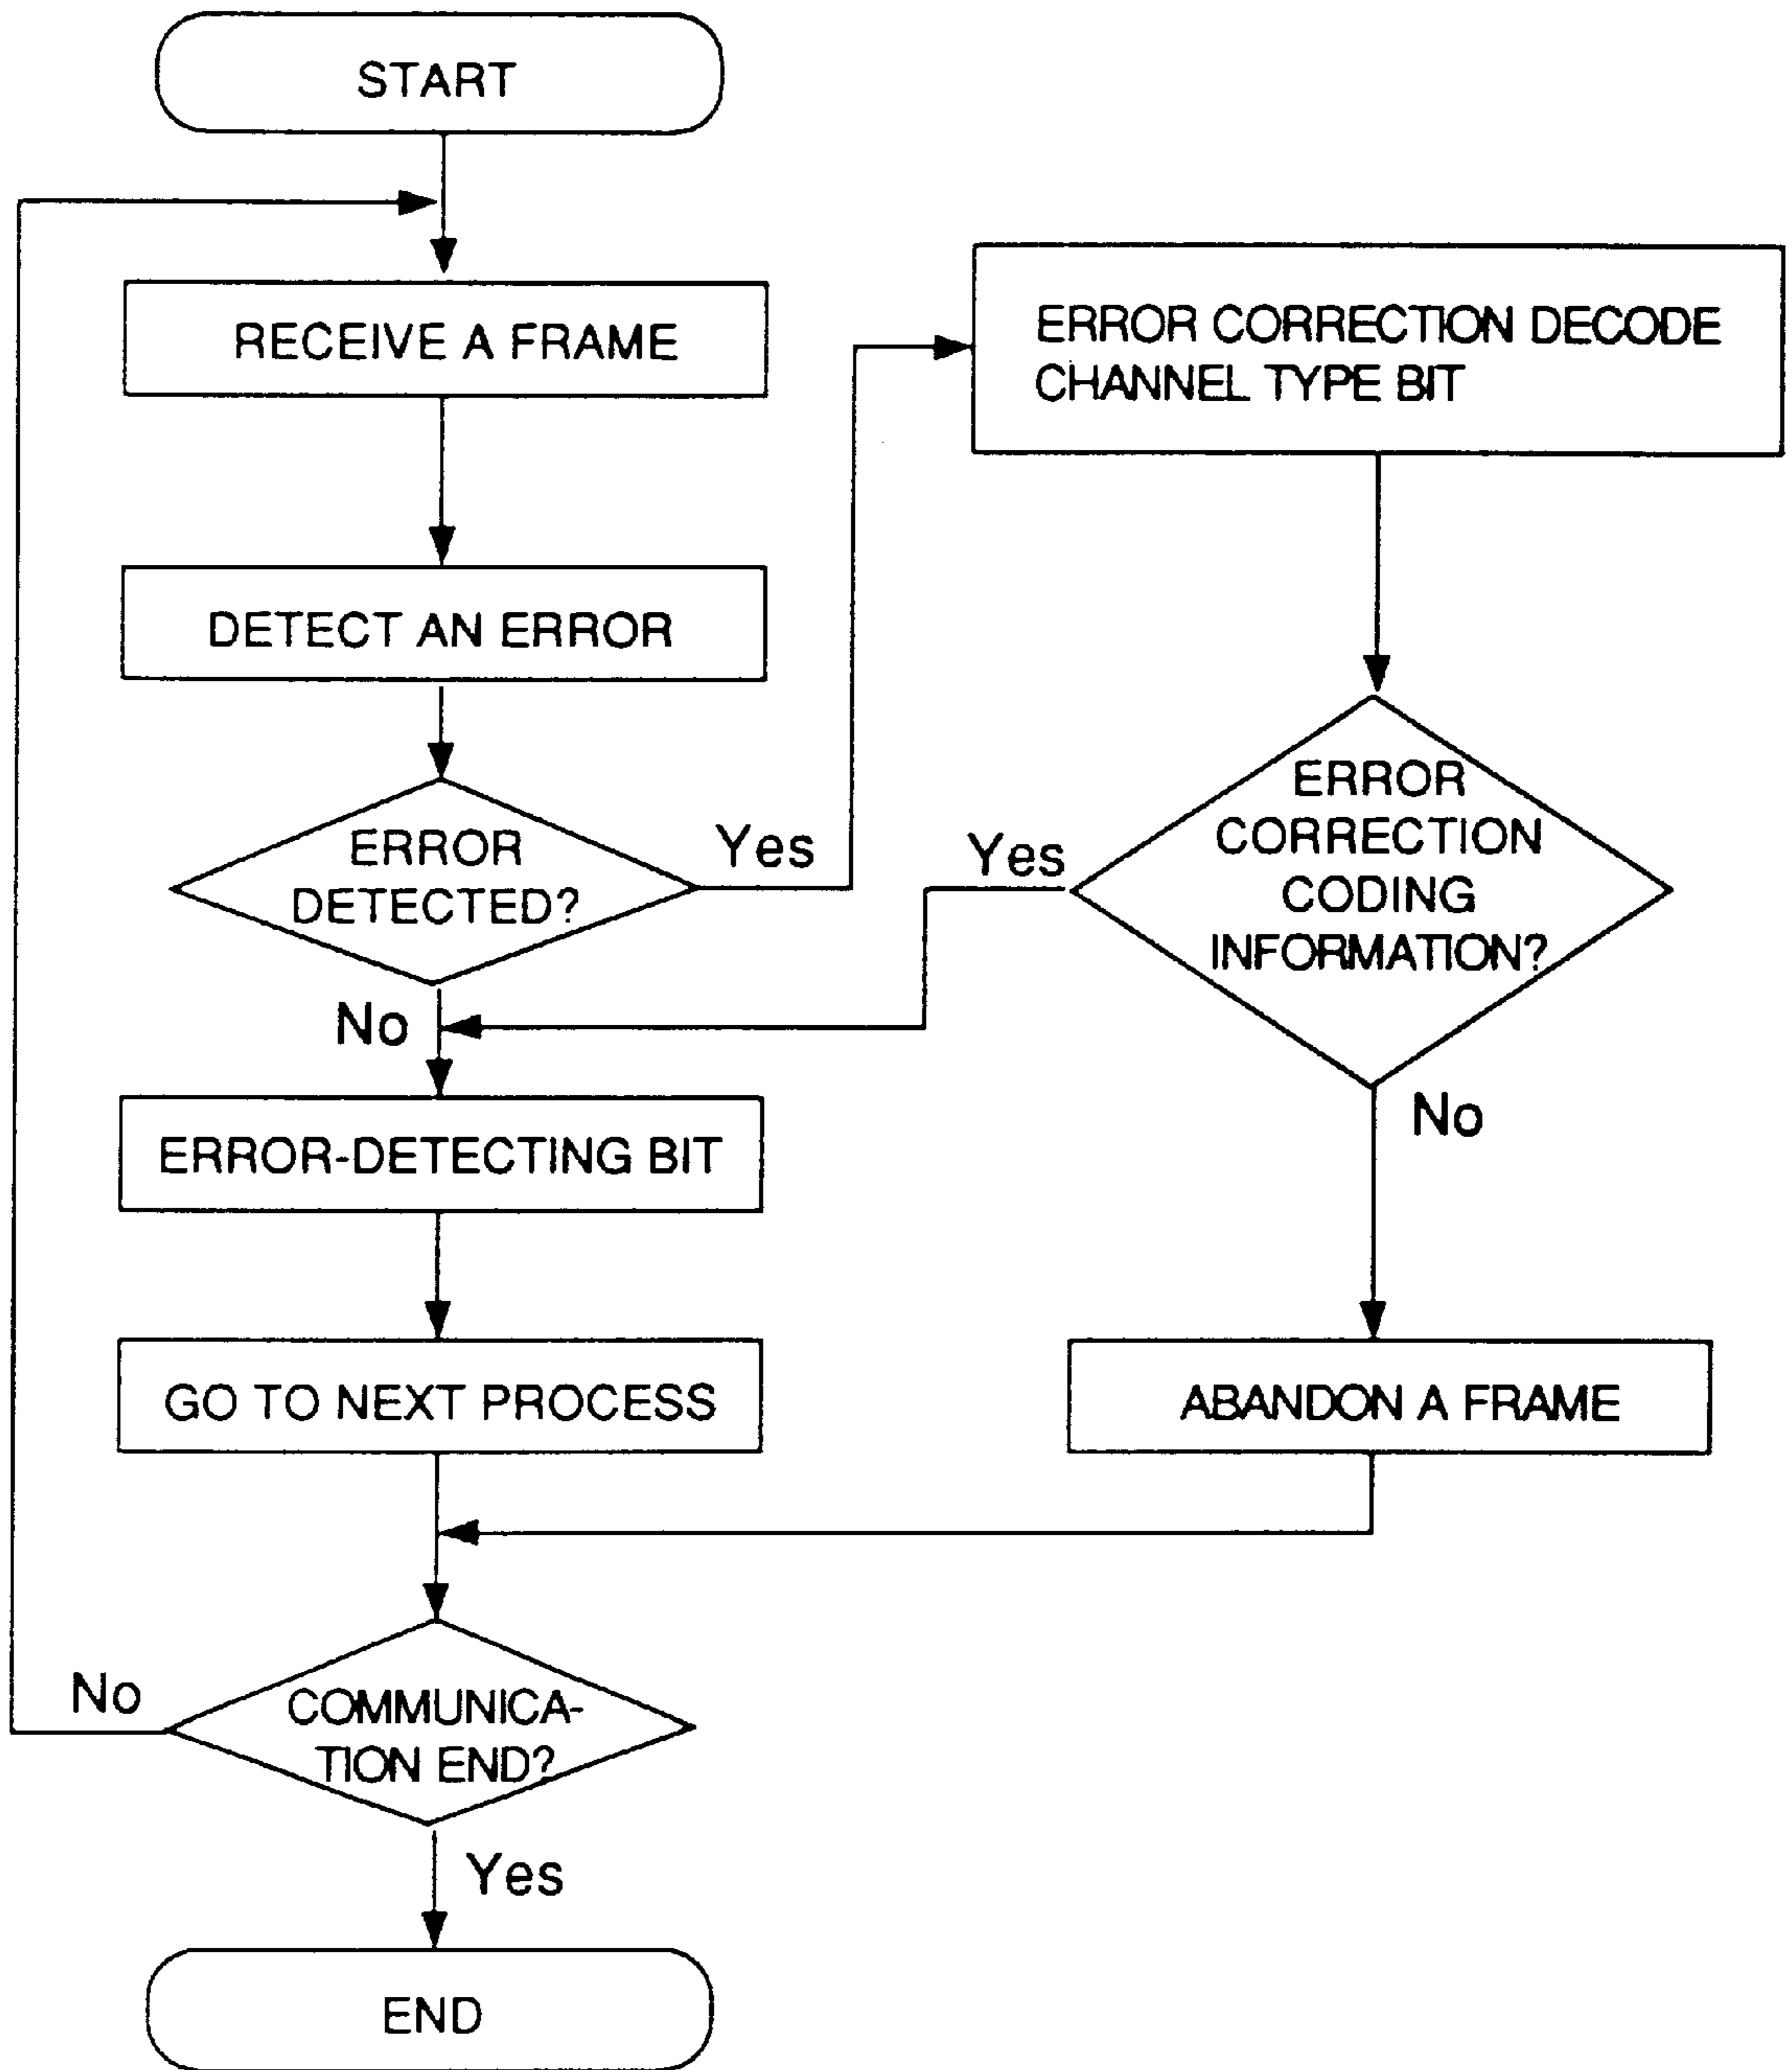 START
RECEIVE A FRAME
DETECT AN ERROR
ERROR
DETECTED?
Yes
No
ERROR CORRECTION DECODE
CHANNEL TYPE BIT
ERROR
CORRECTION
CODING
INFORMATION?
Yes
No
ERROR-DETECTING BIT
GO TO NEXT PROCESS
ABANDON A FRAME
COMMUNICA-
TION END?
No
Yes
END